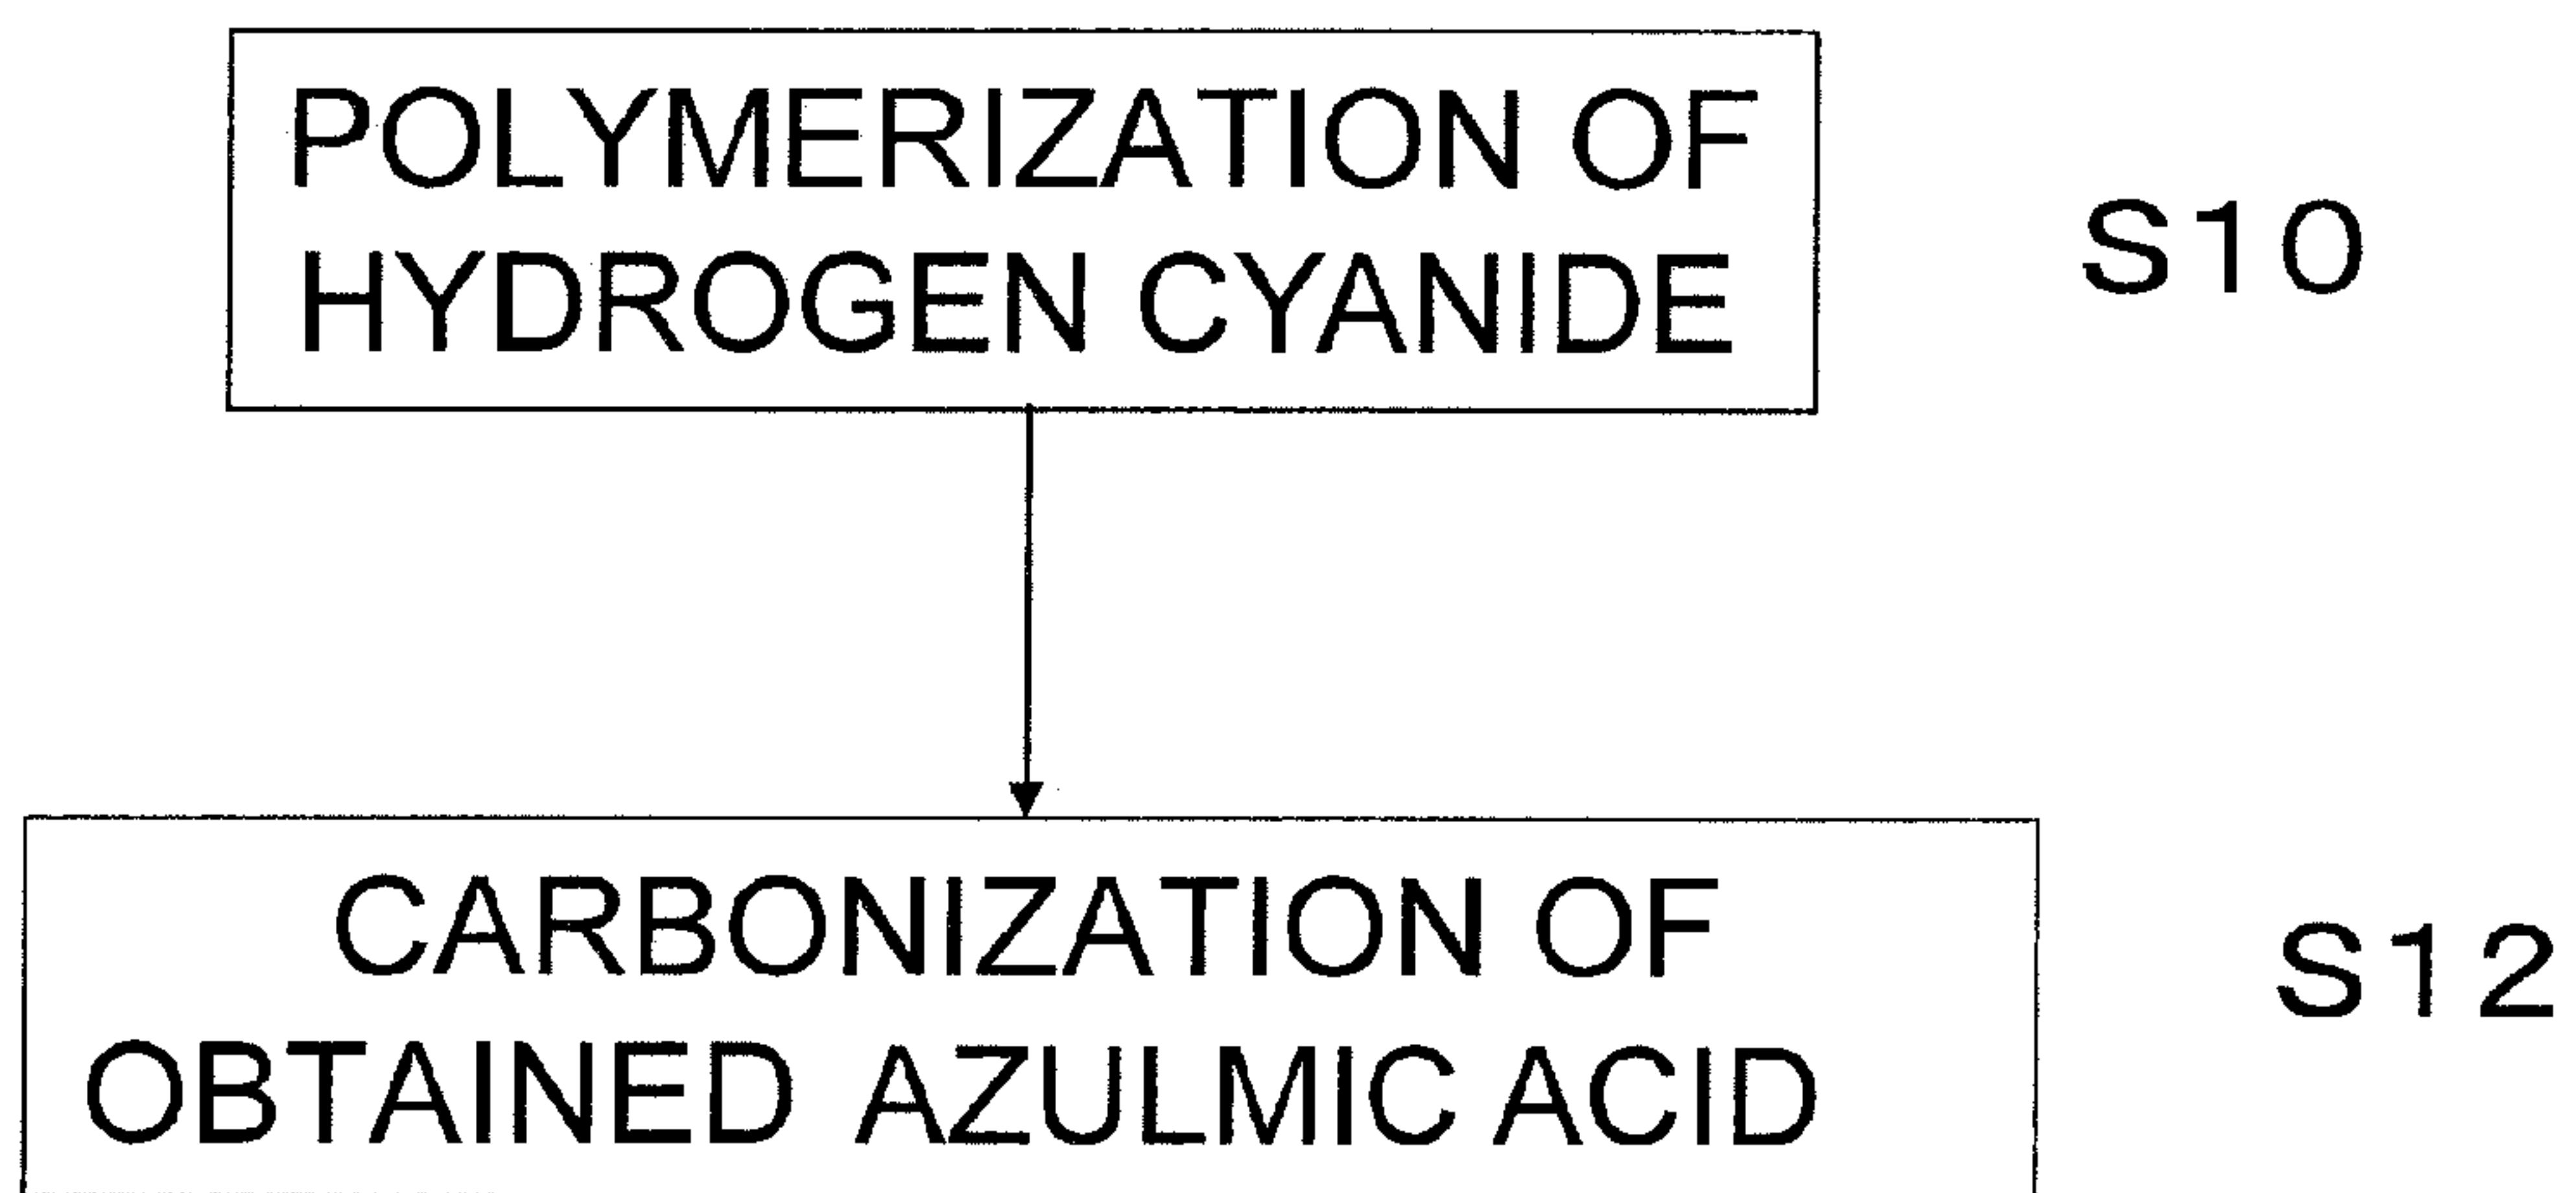 POLYMERIZATION OF
HYDROGEN CYANIDE
S10
CARBONIZATION OF
OBTAINED AZULMIC ACID
S12